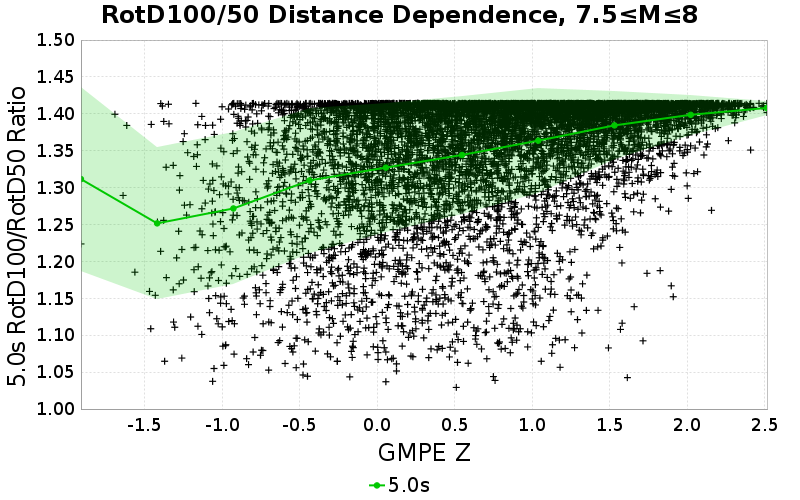 RotD100/50 Distance Dependence, 7.5≤M≤8
5.0s RotD100/RotD50 Ratio
1.50
1.45
1.40
1.35
1.30
1.25
1.20
1.15
1.10
1.05
1.00
-1.5 -1.0 -0.5 0.0 0.5 1.0 1.5 2.0 2.5
GMPE Z
5.0s